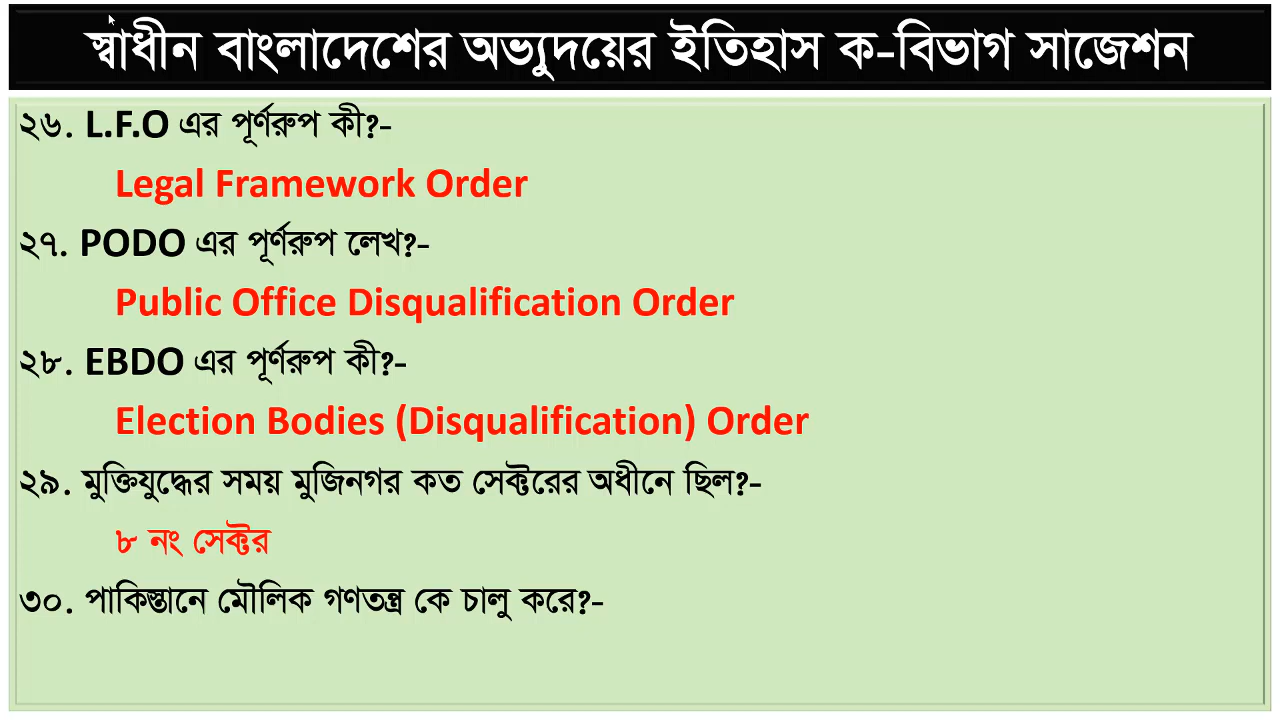 স্বাধীন বাংলাদেশের অভ্যুদয়ের ইতিহাস ক-বিভাগ সাজেশন
২৬. L.F.O এর পূর্ণরুপ কী?-
Legal Framework Order
২৭. PODO এর পূর্ণরুপ লেখ?-
Public Office Disqualification Order
২৮. EBDO এর পূর্ণরুপ কী?-
Election Bodies (Disqualification) Order
২৯. মুক্তিযুদ্ধের সময় মুজিনগর কত সেক্টরের অধীনে ছিল?-
৮ নং সেক্টর
৩০. পাকিস্তানে মৌলিক গণতন্ত্র কে চালু করে?-